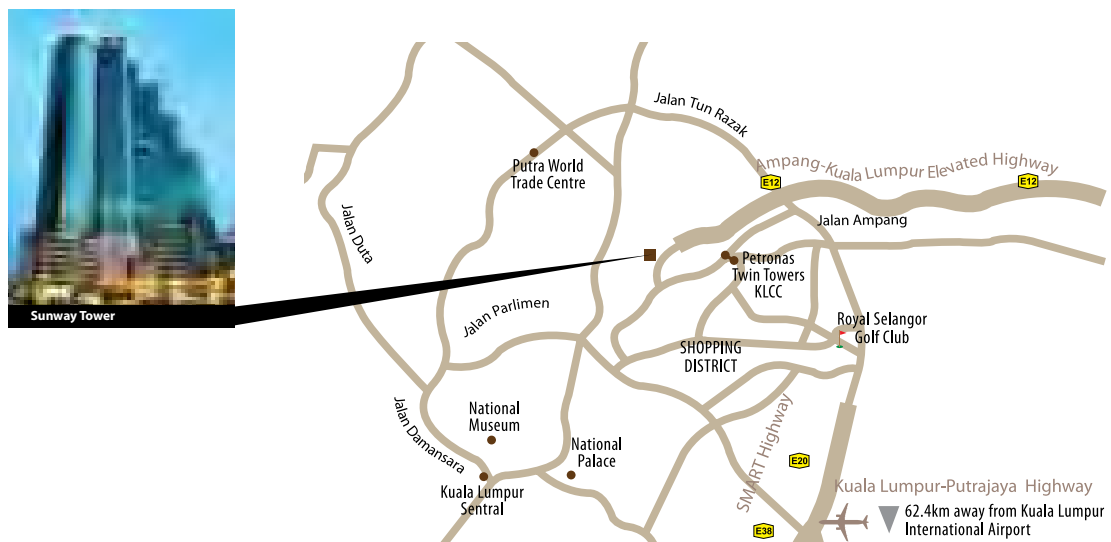 Sunway Tower
Jalan Tun Razak
Putra World
Trade Centre
Ampang-Kuala Lumpur Elevated Highway
E12
E12
Jalan Duta
Jalan Ampang
Petronas
Twin Towers
KLCC
Jalan Parlimen
Royal Selangor
Golf Club
SHOPPING
DISTRICT
National
Museum
Jalan Damansara
National
Palace
SMART Highway
E20
Kuala Lumpur
Sentral
Kuala Lumpur-Putrajaya Highway
E38
62.4km away from Kuala Lumpur
International Airport